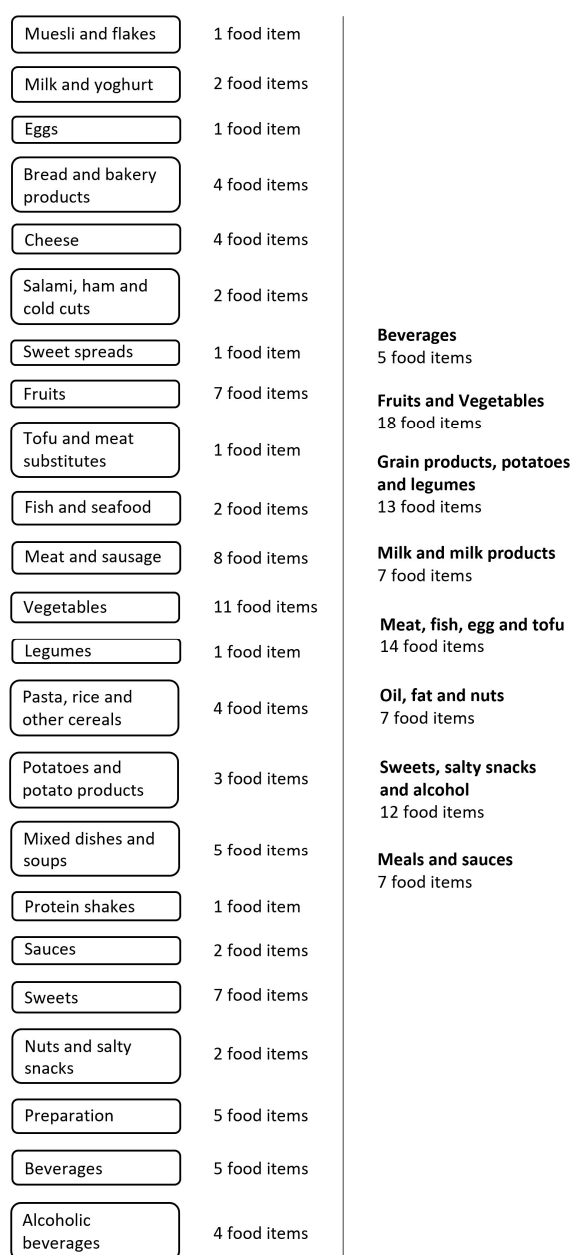 Muesli and flakes 1 food item
Milk and yoghurt 2 food items
Eggs 1 food item
Bread and bakery
products
4 food items
Cheese 4 food items
Salami, ham and
cold cuts
2 food items
Sweet spreads 1 food item
Fruits 7 food items
Tofu and meat
substitutes
1 food item
Fish and seafood 2 food items
Meat and sausage 8 food items
Vegetables 11 food items
Legumes 1 food item
Pasta, rice and
other cereals
4 food items
Potatoes and
potato products
3 food items
Mixed dishes and
soups
5 food items
Protein shakes 1 food item
Sauces 2 food items
Sweets 7 food items
Nuts and salty
snacks
2 food items
Preparation 5 food items
Beverages 5 food items
Alcoholic
beverages
4 food items
Beverages
5 food items
Fruits and Vegetables
18 food items
Grain products, potatoes
and legumes
13 food items
Milk and milk products
7 food items
Meat, fish, egg and tofu
14 food items
Oil, fat and nuts
7 food items
Sweets, salty snacks
and alcohol
12 food items
Meals and sauces
7 food items